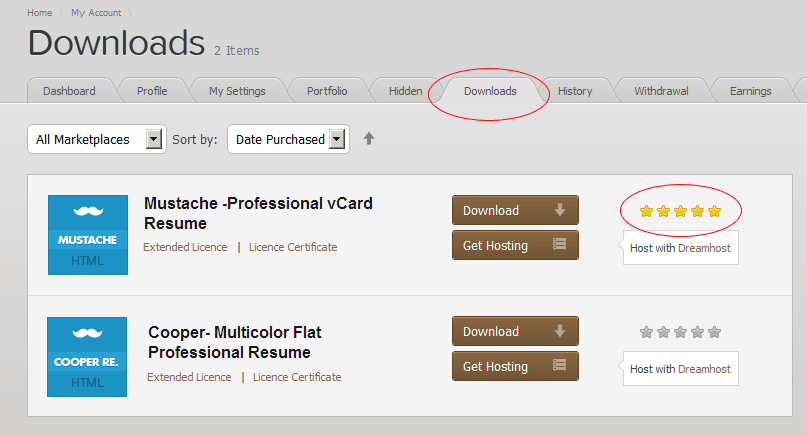 Home \ My Account \
Downloads 2 Items
Dashboard Profile My Settings Portfolio Hidden Downloads History Withdrawal Earnings
All Marketplaces Sort by: Date Purchased
MUSTACHE
HTML
Mustache -Professional vCard
Resume
Extended Licence | Licence Certificate
Download
Get Hosting
Host with Dreamhost
COOPER RE.
HTML
Cooper- Multicolor Flat
Professional Resume
Extended Licence | Licence Certificate
Download
Get Hosting
Host with Dreamhost